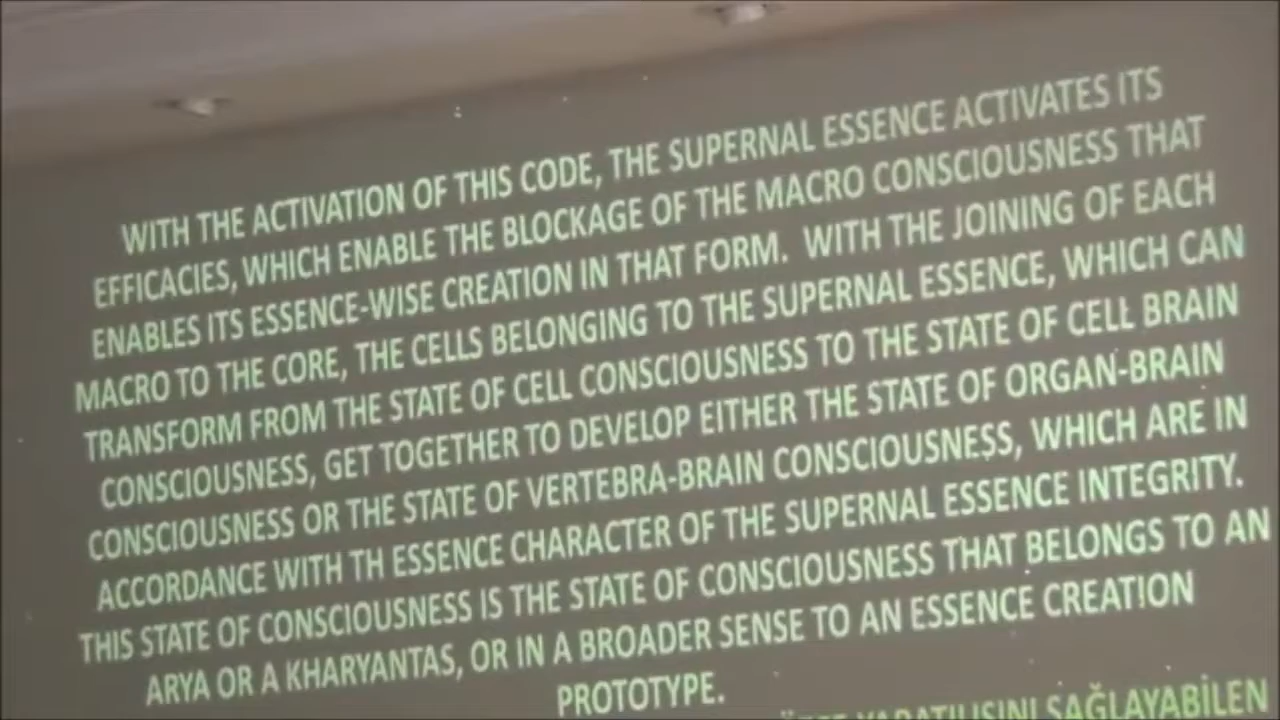 WITH THE ACTIVATION OF THIS CODE, THE SUPERNAL ESSENCE ACTIVATES ITS
EFFICACIES, WHICH ENABLE THE BLOCKAGE OF THE MACRO CONSCIOUSNESS THAT
ENABLES ITS ESSENCE-WISE CREATION IN THAT FORM. WITH THE JOINING OF EACH
MACRO TO THE CORE, THE CELLS BELONGING TO THE SUPERNAL ESSENCE, WHICH CAN
TRANSFORM FROM THE STATE OF CELL CONSCIOUSNESS TO THE STATE OF CELL BRAIN
CONSCIOUSNESS, GET TOGETHER TO DEVELOP EITHER THE STATE OF ORGAN-BRAIN
CONSCIOUSNESS OR THE STATE OF VERTEBRA-BRAIN CONSCIOUSNESS, WHICH ARE IN
ACCORDANCE WITH TH ESSENCE CHARACTER OF THE SUPERNAL ESSENCE INTEGRITY.
THIS STATE OF CONSCIOUSNESS IS THE STATE OF CONSCIOUSNESS THAT BELONGS TO AN
ARYA OR A KHARYANTAS, OR IN A BROADER SENSE TO AN ESSENCE CREATION
PROTOTYPE.
YARATILIŞINI SAĞLAYABİLEN